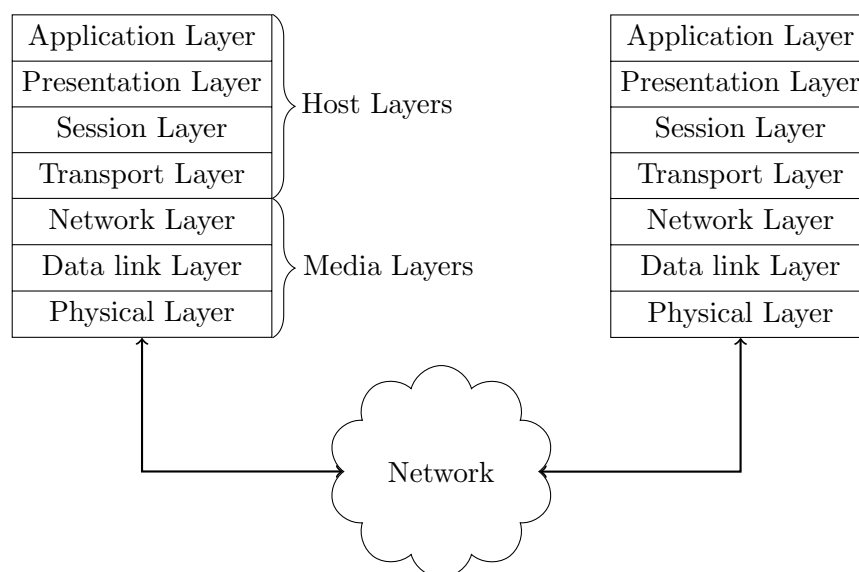 Application Layer
Presentation Layer
Session Layer
Transport Layer
Network Layer
Data link Layer
Physical Layer
Host Layers
Media Layers
Application Layer
Presentation Layer
Session Layer
Transport Layer
Network Layer
Data link Layer
Physical Layer
Network